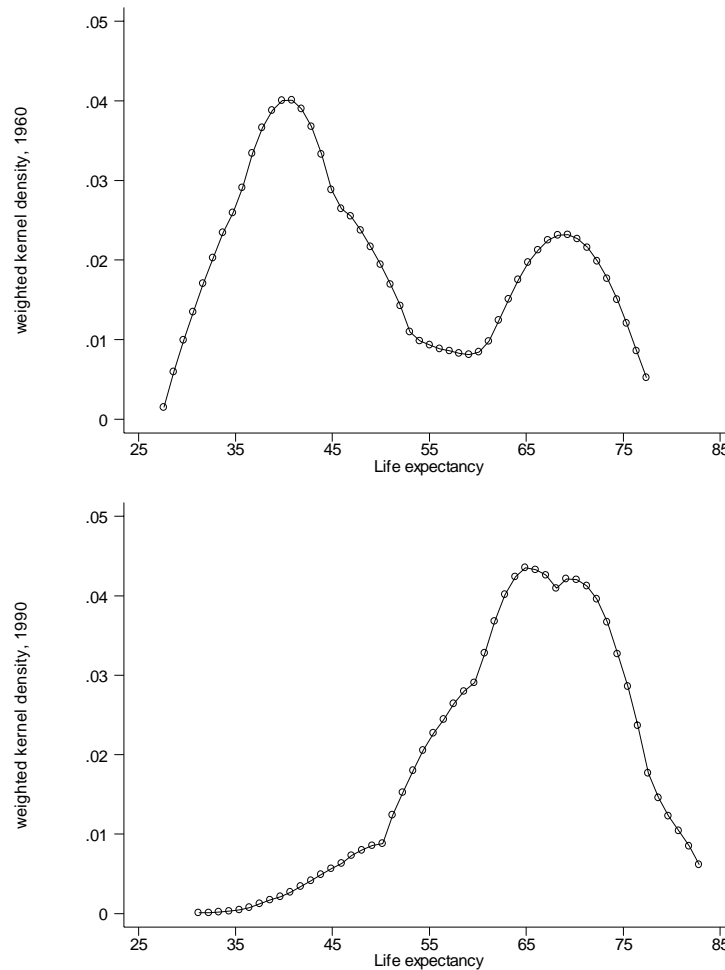 .05
.04
.03
.02
.01
0
weighted kernel density, 1960
25 35 45 55 65 75 85
Life expectancy
.05
.04
.03
.02
.01
0
weighted kernel density, 1990
25 35 45 55 65 75 85
Life expectancy